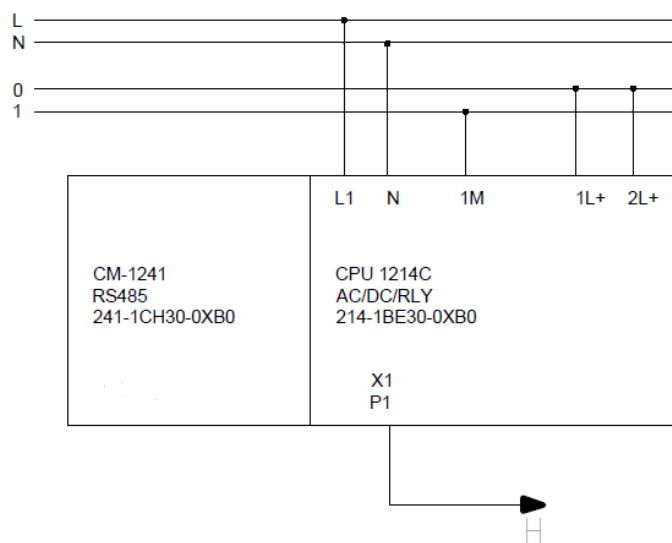 L
N
0
1
L1 N 1M 1L+ 2L+
CM-1241
RS485
241-1CH30-0XB0
CPU 1214C
AC/DC/RLY
214-1BE30-0XB0
X1
P1
H